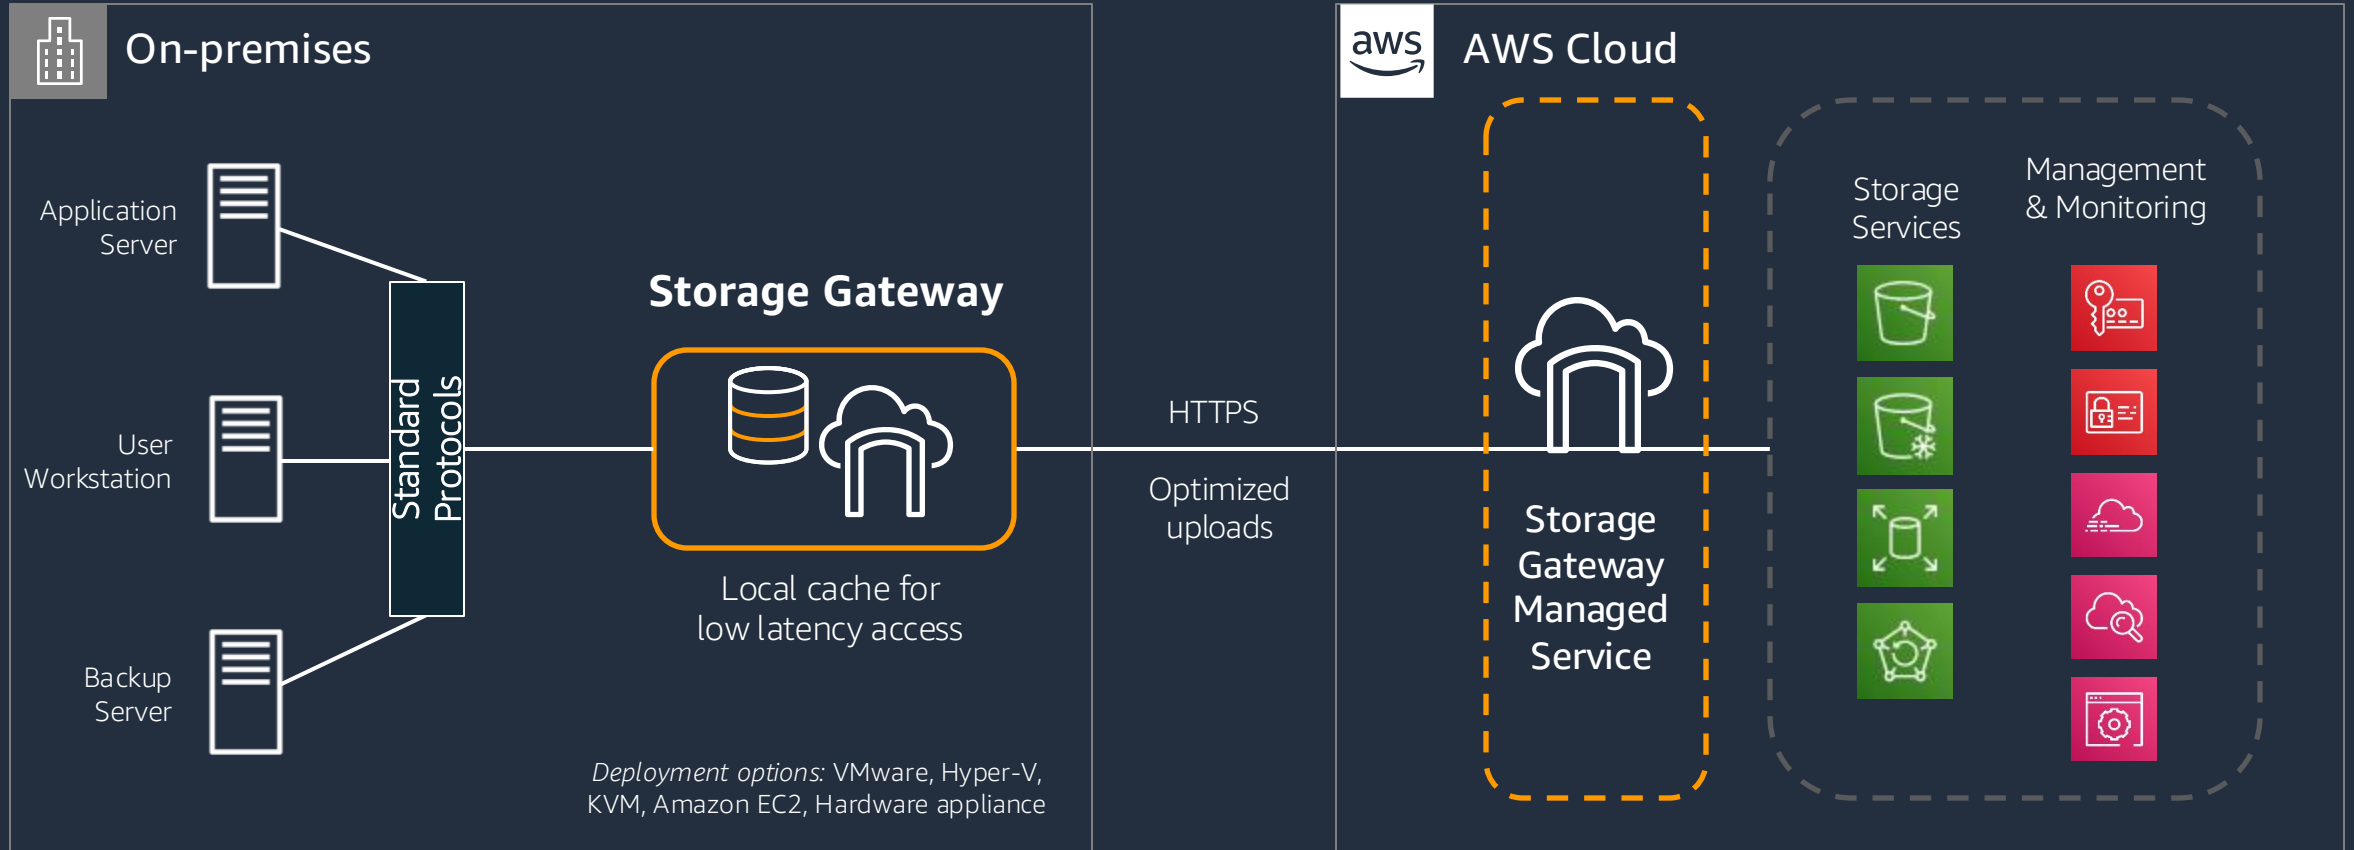 On-premises
aws
AWS Cloud
Application
Server
User
Workstation
Backup
Server
Standard
Protocols
Storage Gateway
Local cache for
low latency access
Deployment options: VMware, Hyper-V,
KVM, Amazon EC2, Hardware appliance
HTTPS
Optimized
uploads
Storage
Gateway
Managed
Service
Storage
Services
Management
& Monitoring